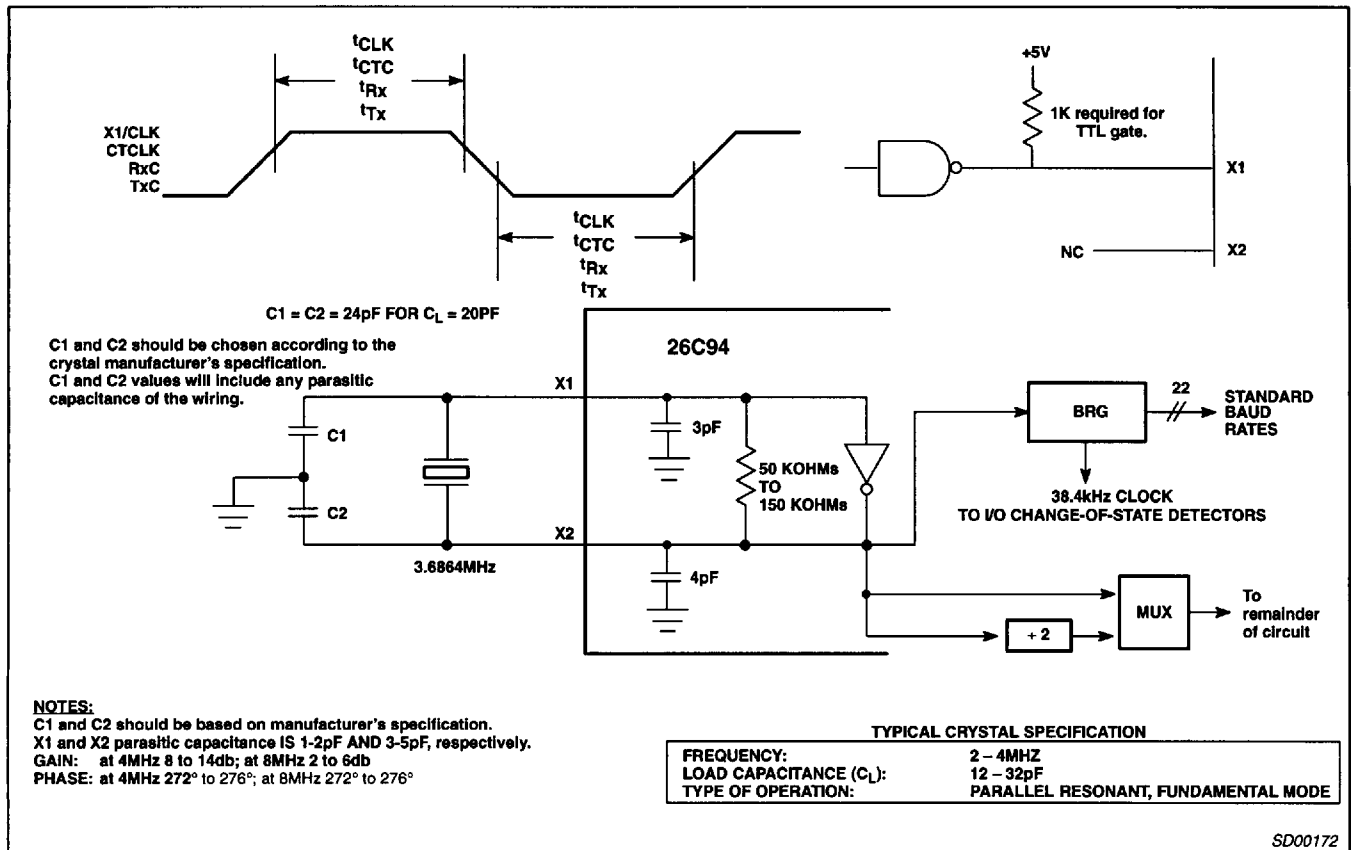 tCLK
tCTC
tRx
tTx
X1/CLK
CTCLK
RxC
TxC
tCLK
tCTC
tRx
tTx
+5V
1K required for
TTL gate.
X1
NC
X2
C1 = C2 = 24pF FOR CL = 20PF
C1 and C2 should be chosen according to the
crystal manufacturer's specification.
C1 and C2 values will include any parasitic
capacitance of the wiring.
26C94
X1
C1
C2
3.6864MHz
X2
3pF
50 KOHMs
TO
150 KOHMs
4pF
BRG
22
STANDARD
BAUD
RATES
38.4kHz CLOCK
TO I/O CHANGE-OF-STATE DETECTORS
÷ 2
MUX
To
remainder
of circuit
NOTES:
C1 and C2 should be based on manufacturer's specification.
X1 and X2 parasitic capacitance IS 1-2pF AND 3-5pF, respectively.
GAIN: at 4MHz 8 to 14db; at 8MHz 2 to 6db
PHASE: at 4MHz 272° to 276°; at 8MHz 272° to 276°
TYPICAL CRYSTAL SPECIFICATION
FREQUENCY: 2 – 4MHZ
LOAD CAPACITANCE (CL): 12 – 32pF
TYPE OF OPERATION: PARALLEL RESONANT, FUNDAMENTAL MODE
SD00172